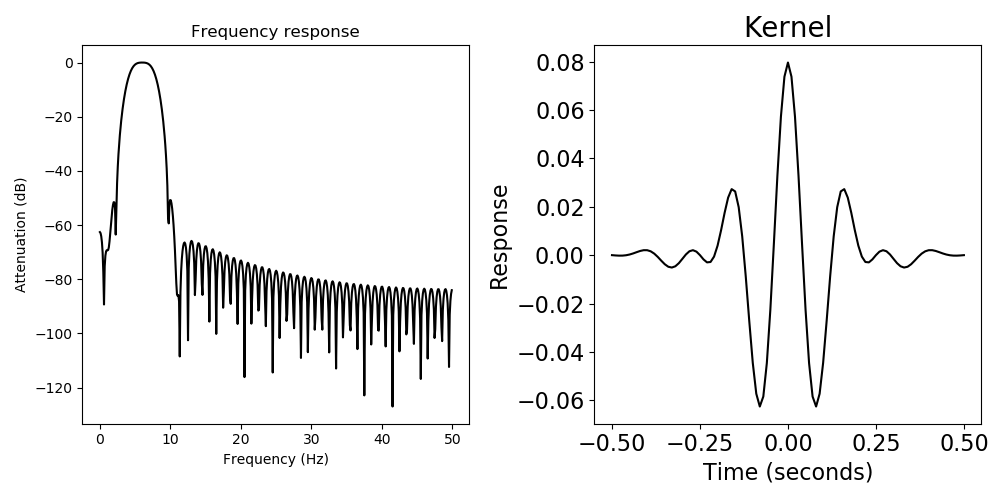 Frequency response
0
−20
−40
−60
−80
−100
−120
Attenuation (dB)
0 10 20 30 40 50
Frequency (Hz)
Kernel
0.08
0.06
0.04
0.02
0.00
−0.02
−0.04
−0.06
Response
−0.50 −0.25 0.00 0.25 0.50
Time (seconds)